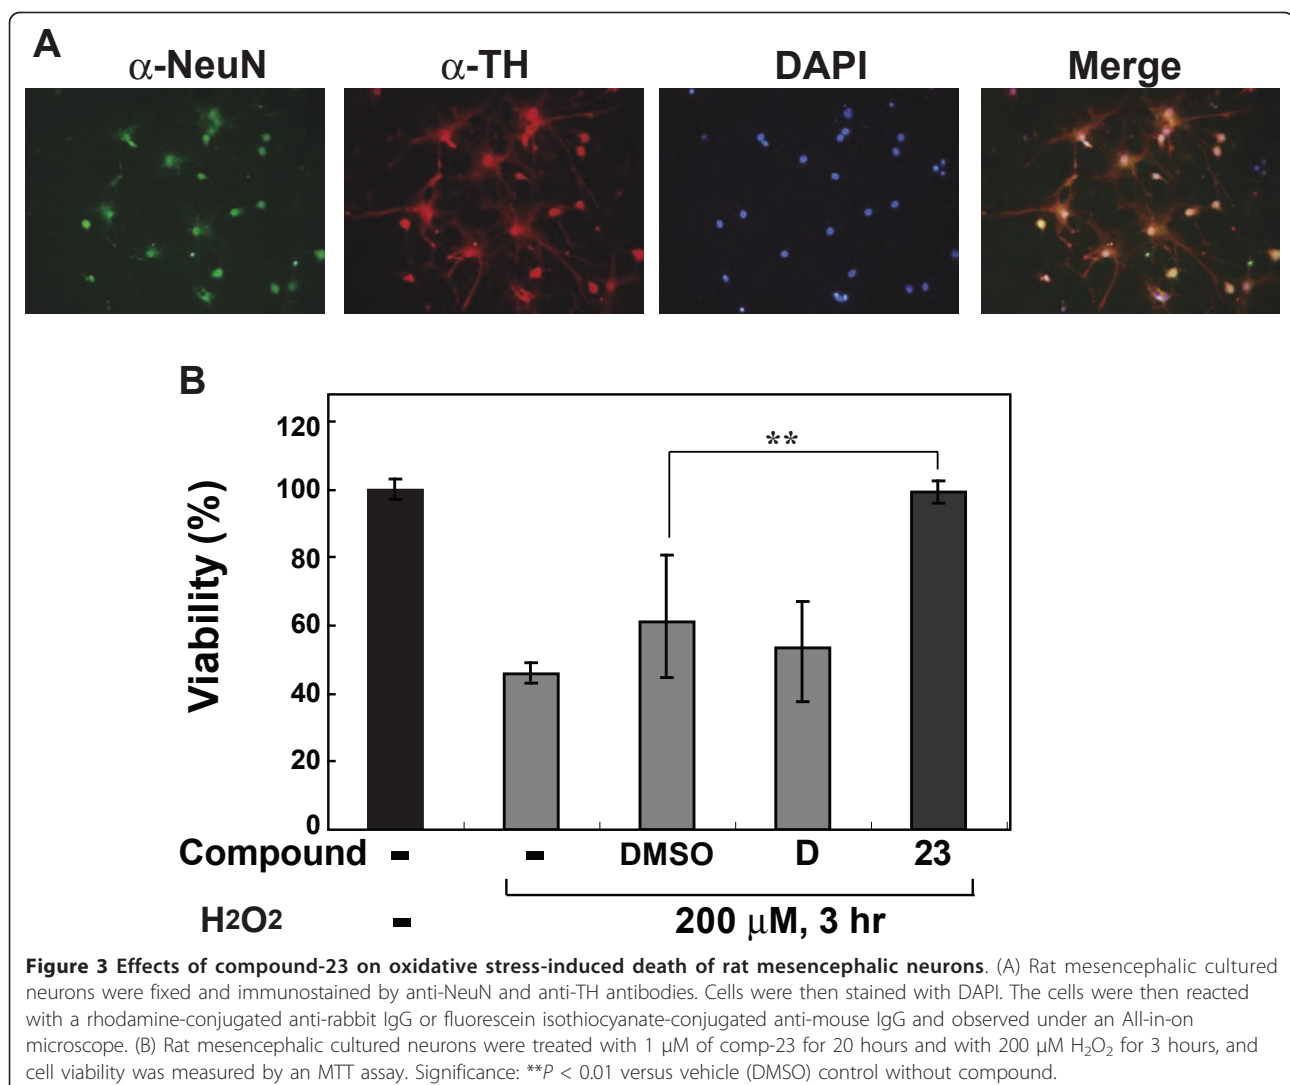 A
α-NeuN α-TH DAPI Merge
B
**
120
100
80
60
40
20
0
Viability (%)
Compound - - DMSO D 23
H2O2 - 200 μM, 3 hr
Figure 3 Effects of compound-23 on oxidative stress-induced death of rat mesencephalic neurons. (A) Rat mesencephalic cultured
neurons were fixed and immunostained by anti-NeuN and anti-TH antibodies. Cells were then stained with DAPI. The cells were then reacted
with a rhodamine-conjugated anti-rabbit IgG or fluorescein isothiocyanate-conjugated anti-mouse IgG and observed under an All-in-on
microscope. (B) Rat mesencephalic cultured neurons were treated with 1 μM of comp-23 for 20 hours and with 200 μM H₂O₂ for 3 hours, and
cell viability was measured by an MTT assay. Significance: **P < 0.01 versus vehicle (DMSO) control without compound.